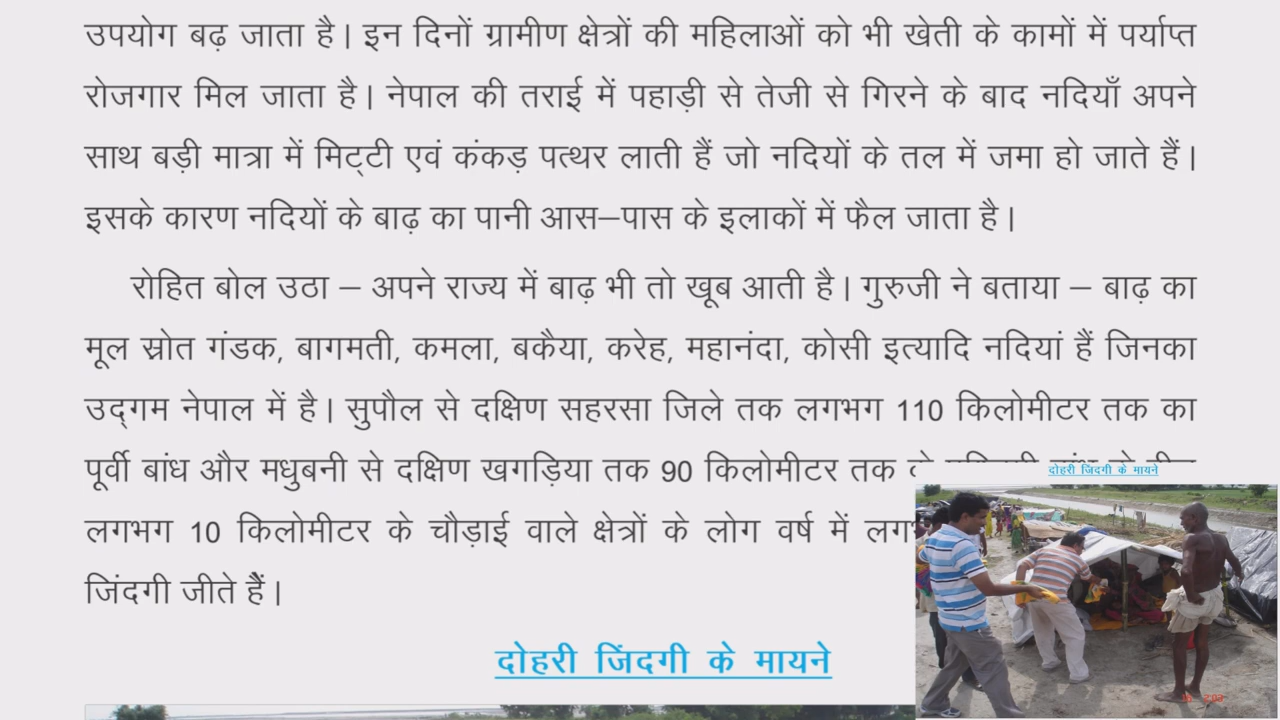 उपयोग बढ़ जाता है। इन दिनों ग्रामीण क्षेत्रों की महिलाओं को भी खेती के कामों में पर्याप्त
रोजगार मिल जाता है। नेपाल की तराई में पहाड़ी से तेजी से गिरने के बाद नदियाँ अपने
साथ बड़ी मात्रा में मिट्टी एवं कंकड़ पत्थर लाती हैं जो नदियों के तल में जमा हो जाते हैं।
इसके कारण नदियों के बाढ़ का पानी आस–पास के इलाकों में फैल जाता है।
रोहित बोल उठा – अपने राज्य में बाढ़ भी तो खूब आती है। गुरुजी ने बताया – बाढ़ का
मूल स्रोत गंडक, बागमती, कमला, बकैया, करेह, महानंदा, कोसी इत्यादि नदियां हैं जिनका
उद्गम नेपाल में है। सुपौल से दक्षिण सहरसा जिले तक लगभग 110 किलोमीटर तक का
पूर्वी बांध और मधुबनी से दक्षिण खगड़िया तक 90 किलोमीटर तक
लगभग 10 किलोमीटर के चौड़ाई वाले क्षेत्रों के लोग वर्ष में
जिंदगी जीते हैं।
दोहरी जिंदगी के मायने
दोहरी जिंदगी के मायने